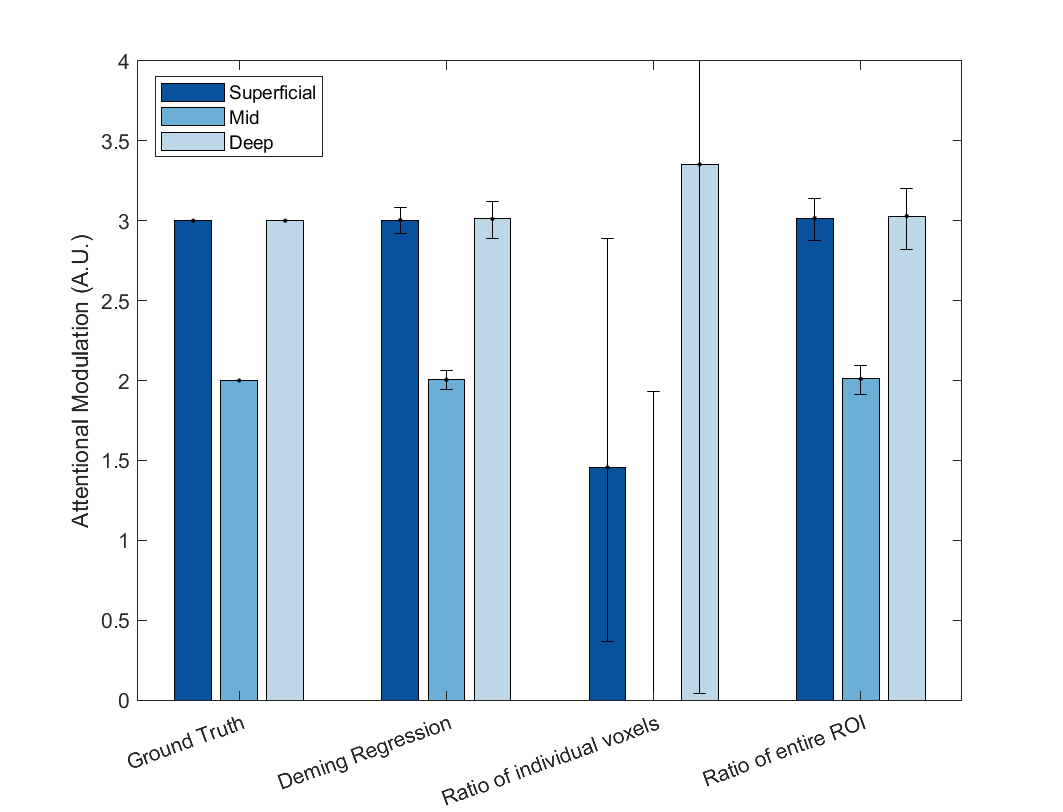 4
3.5
3
2.5
2
1.5
1
0.5
0
Attentional Modulation (A.U.)
Superficial
Mid
Deep
Ground Truth
Deming Regression
Ratio of individual voxels
Ratio of entire ROI